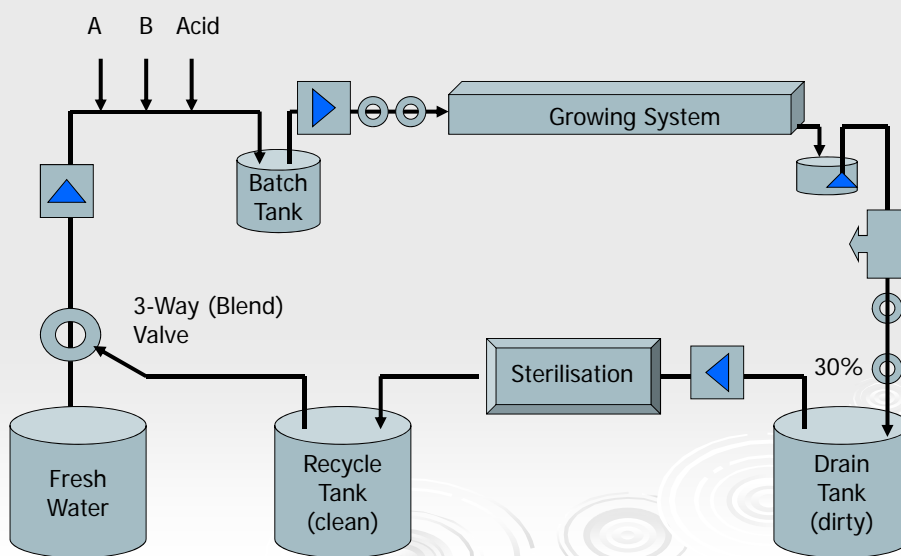 A B Acid
Growing System
Batch
Tank
3-Way (Blend)
Valve
Sterilisation
30%
Fresh
Water
Recycle
Tank
(clean)
Drain
Tank
(dirty)